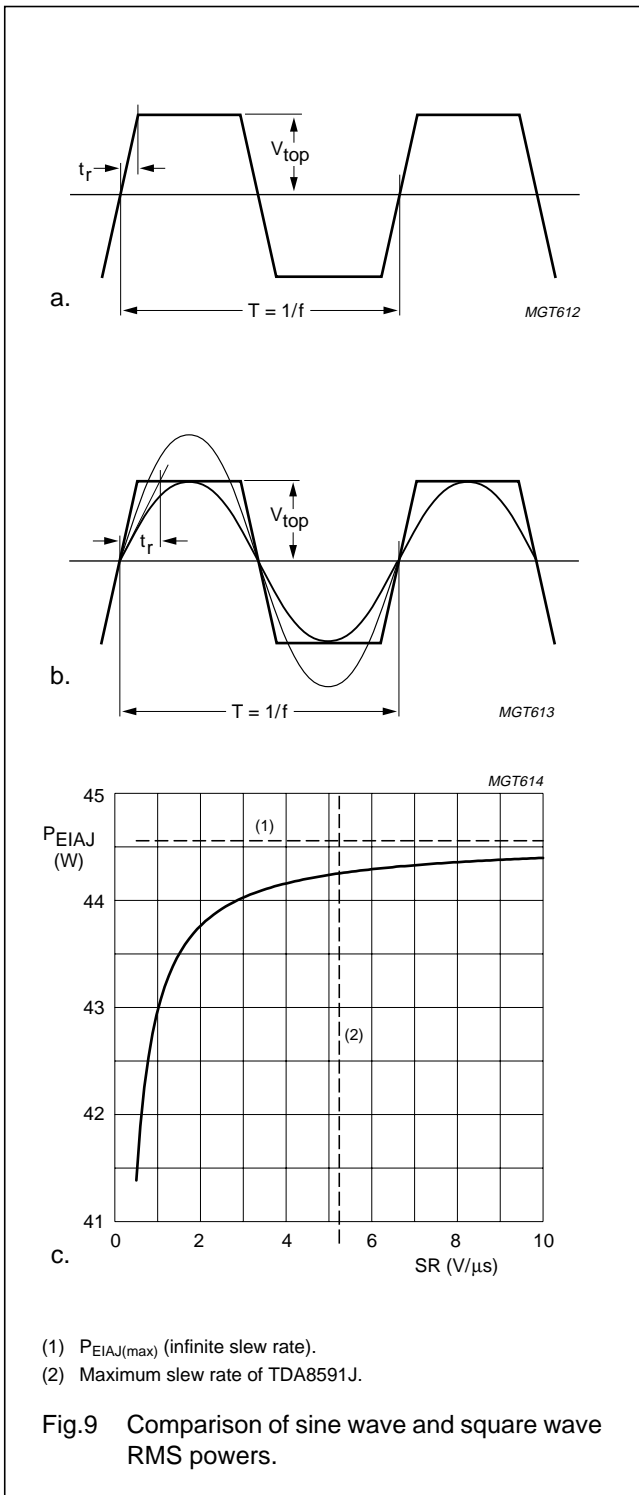 V_top
t_r
a.
T = 1/f
MGT612
V_top
t_r
b.
T = 1/f
MGT613
MGT614
45
P_EIAJ
(W)
(1)
44
43
(2)
42
41
0 2 4 6 8 10
c.
SR (V/μs)
(1) P_EIAJ(max) (infinite slew rate).
(2) Maximum slew rate of TDA8591J.
Fig.9 Comparison of sine wave and square wave
RMS powers.